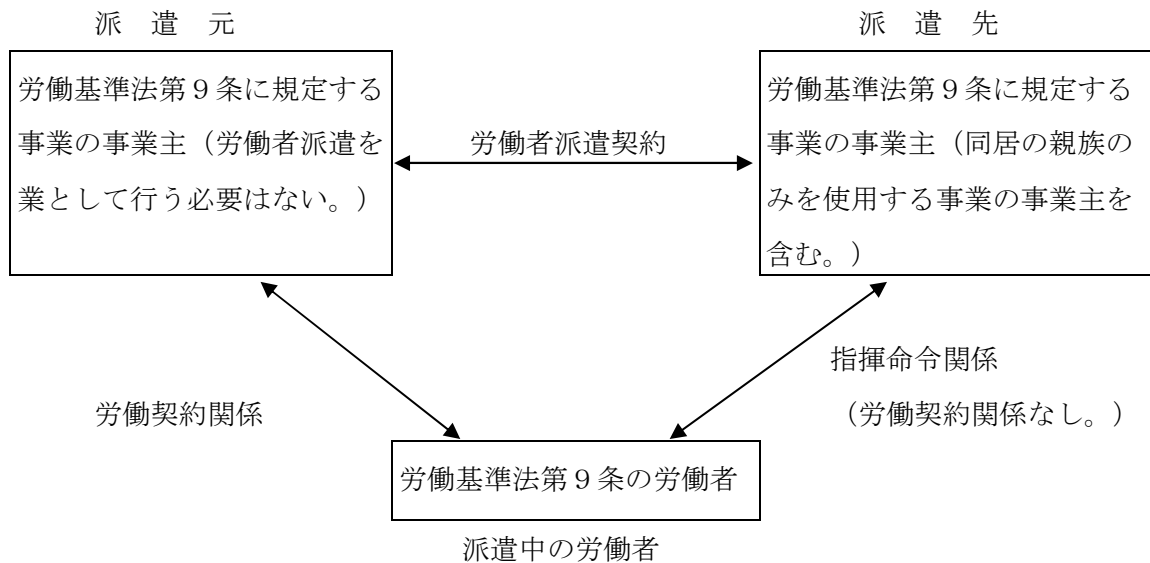 派　遣　元
労働基準法第９条に規定する
事業の事業主（労働者派遣を
業として行う必要はない。）
労働者派遣契約
派　遣　先
労働基準法第９条に規定する
事業の事業主（同居の親族の
みを使用する事業の事業主を
含む。）
労働契約関係
指揮命令関係
（労働契約関係なし。）
労働基準法第９条の労働者
派遣中の労働者